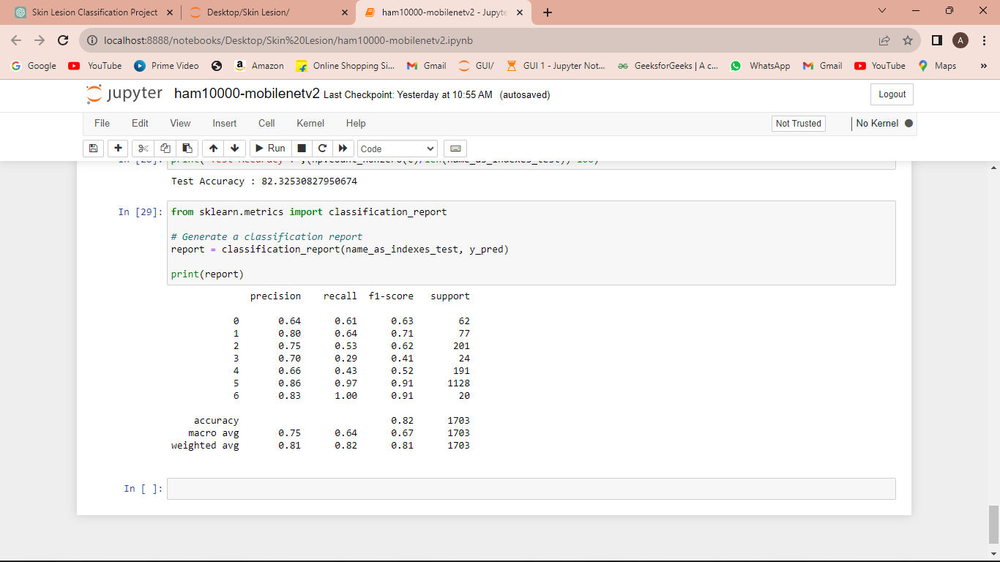 Skin Lesion Classification Project
Desktop/Skin Lesion/
ham10000-mobilenetv2 - Jupyte
localhost:8888/notebooks/Desktop/Skin%20Lesion/ham10000-mobilenetv2.ipynb
A
Google YouTube Prime Video Amazon Online Shopping Si... Gmail GUI/ GUI 1 - Jupyter Not... GeeksforGeeks | A c... WhatsApp Gmail YouTube Maps »
jupyter ham10000-mobilenetv2 Last Checkpoint: Yesterday at 10:55 AM (autosaved) Logout
File Edit View Insert Cell Kernel Help Not Trusted No Kernel
Run Code
Test Accuracy : 82.32530827950674
In [29]: from sklearn.metrics import classification_report
# Generate a classification report
report = classification_report(name_as_indexes_test, y_pred)
print(report)
precision recall f1-score support
0 0.64 0.61 0.63 62
1 0.80 0.64 0.71 77
2 0.75 0.53 0.62 201
3 0.70 0.29 0.41 24
4 0.66 0.43 0.52 191
5 0.86 0.97 0.91 1128
6 0.83 1.00 0.91 20
accuracy 0.82 1703
macro avg 0.75 0.64 0.67 1703
weighted avg 0.81 0.82 0.81 1703
In [ ]: